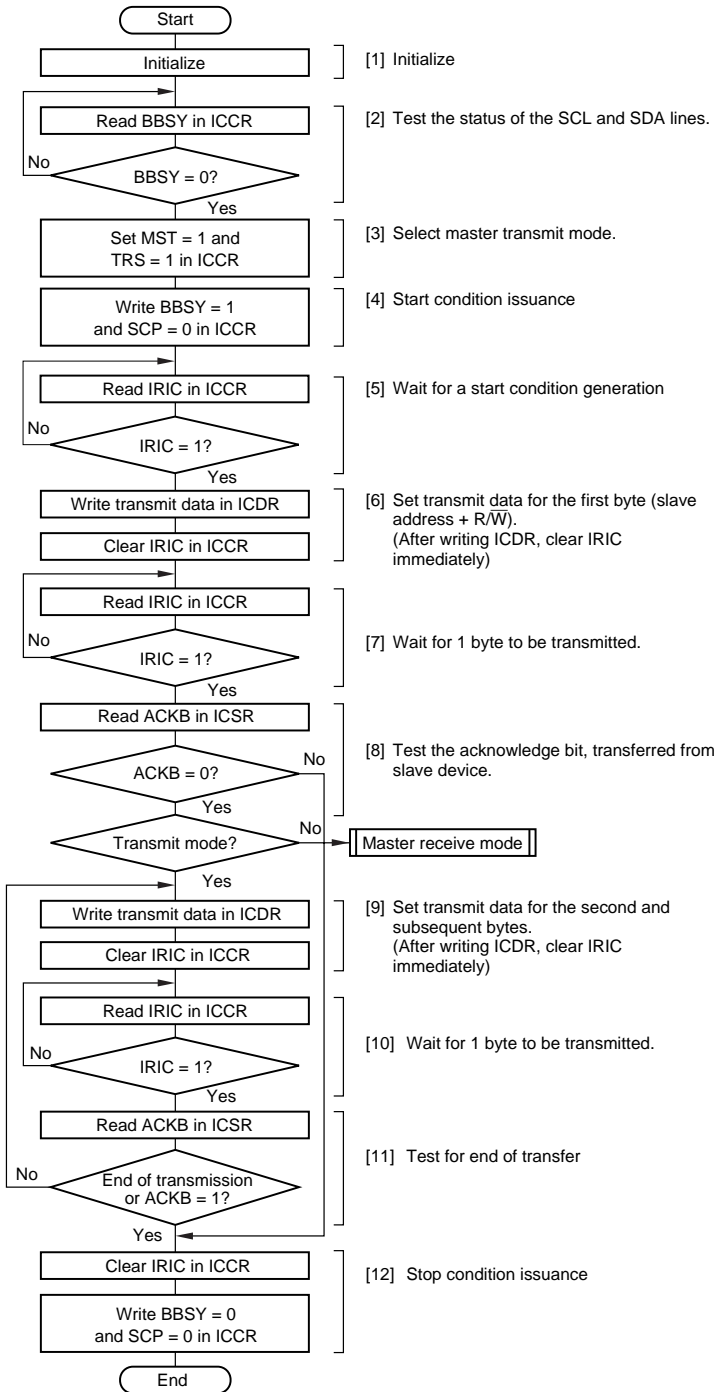 Start
Initialize
[1] Initialize
Read BBSY in ICCR
[2] Test the status of the SCL and SDA lines.
No
BBSY = 0?
Yes
Set MST = 1 and
TRS = 1 in ICCR
[3] Select master transmit mode.
Write BBSY = 1
and SCP = 0 in ICCR
[4] Start condition issuance
Read IRIC in ICCR
[5] Wait for a start condition generation
No
IRIC = 1?
Yes
Write transmit data in ICDR
Clear IRIC in ICCR
[6] Set transmit data for the first byte (slave
address + R/W̅).
(After writing ICDR, clear IRIC
immediately)
Read IRIC in ICCR
No
IRIC = 1?
[7] Wait for 1 byte to be transmitted.
Yes
Read ACKB in ICSR
[8] Test the acknowledge bit, transferred from
slave device.
No
ACKB = 0?
Yes
Transmit mode?
No
Master receive mode
Yes
Write transmit data in ICDR
Clear IRIC in ICCR
[9] Set transmit data for the second and
subsequent bytes.
(After writing ICDR, clear IRIC
immediately)
Read IRIC in ICCR
[10] Wait for 1 byte to be transmitted.
No
IRIC = 1?
Yes
Read ACKB in ICSR
[11] Test for end of transfer
No
End of transmission
or ACKB = 1?
Yes
Clear IRIC in ICCR
[12] Stop condition issuance
Write BBSY = 0
and SCP = 0 in ICCR
End